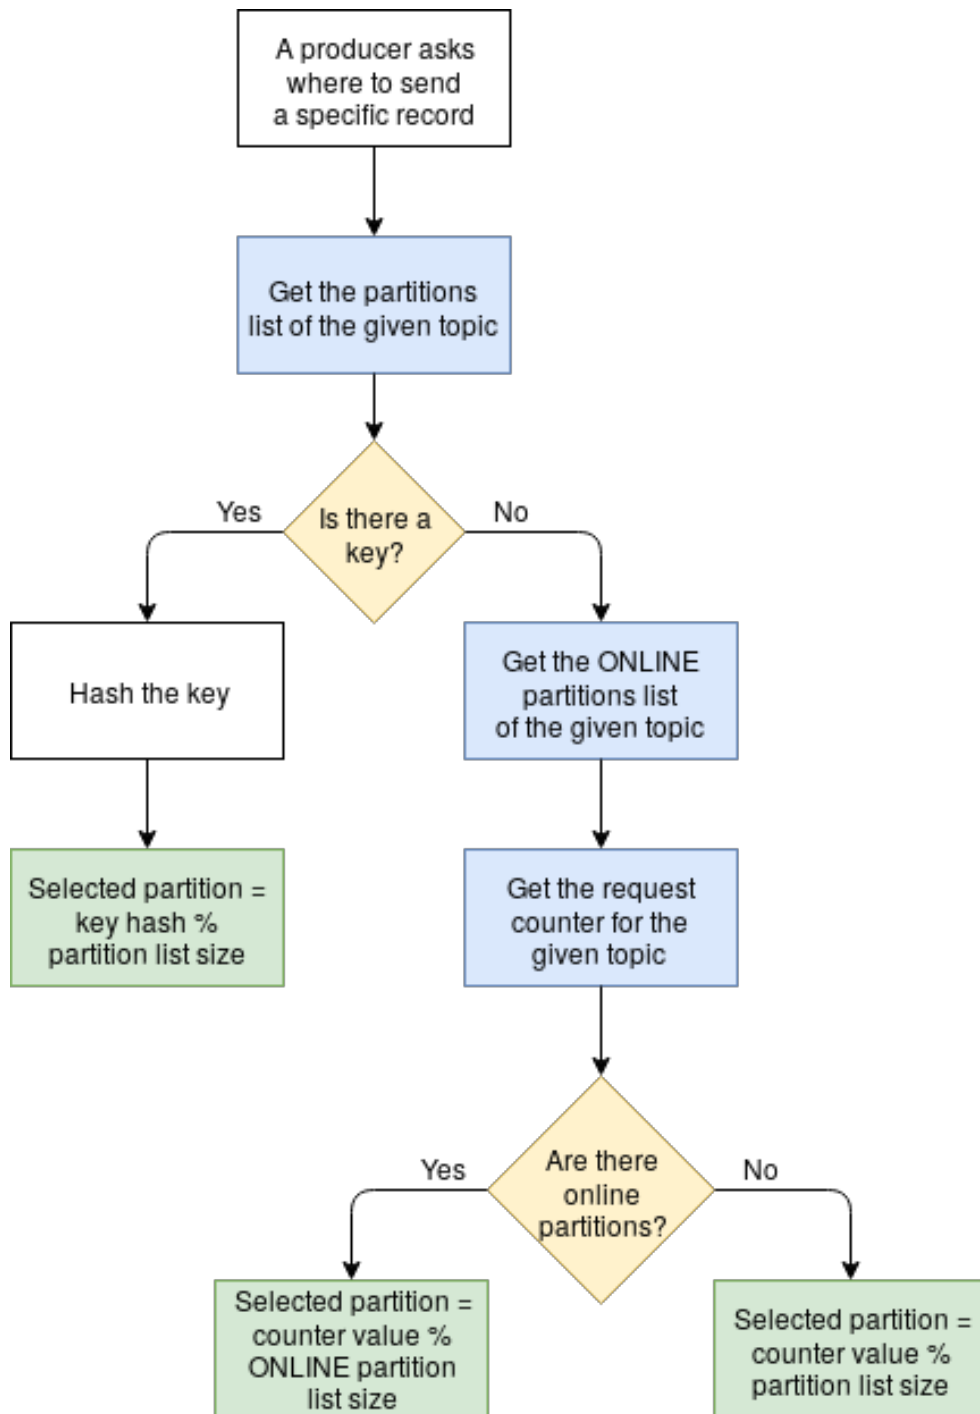 A producer asks
where to send
a specific record
Get the partitions
list of the given topic
Is there a
key?
Yes
No
Hash the key
Get the ONLINE
partitions list
of the given topic
Selected partition =
key hash %
partition list size
Get the request
counter for the
given topic
Are there
online
partitions?
Yes
No
Selected partition =
counter value %
ONLINE partition
list size
Selected partition =
counter value %
partition list size